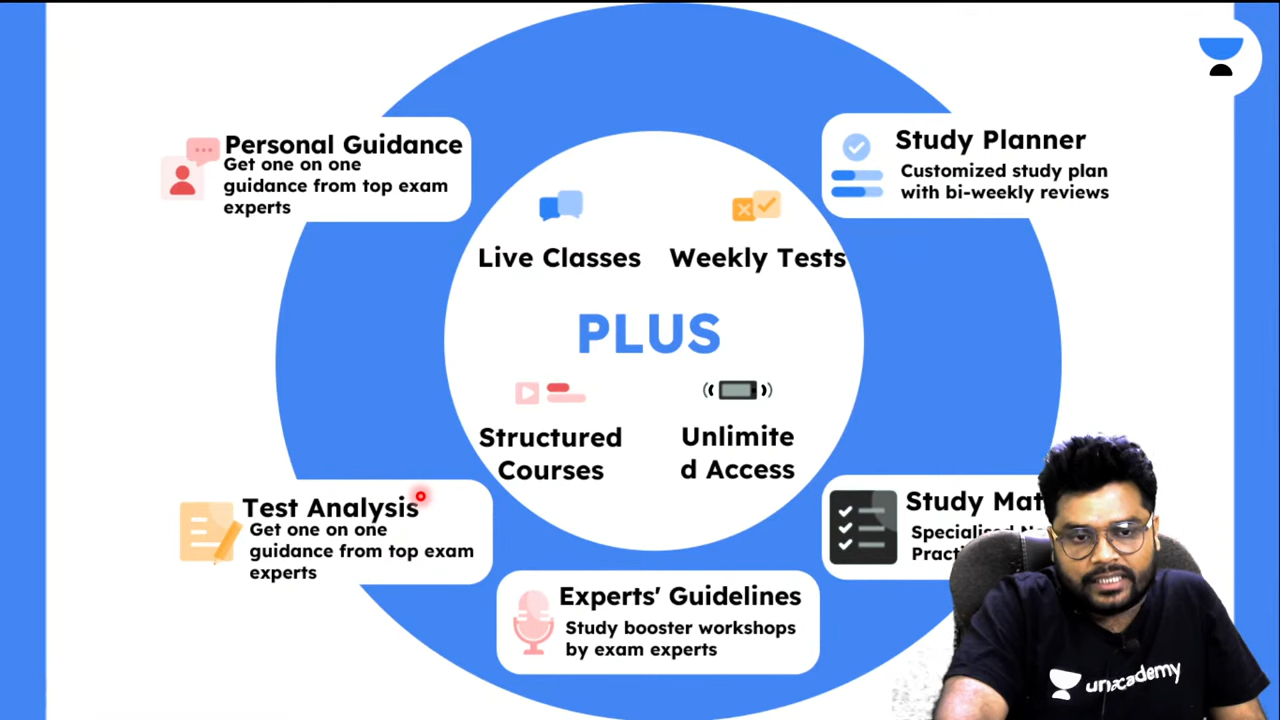 Personal Guidance
Get one on one
guidance from top exam
experts
Study Planner
Customized study plan
with bi-weekly reviews
Live Classes
Weekly Tests
PLUS
Structured
Courses
Unlimite
d Access
Test Analysis
Get one on one
guidance from top exam
experts
Study
Experts' Guidelines
Study booster workshops
by exam experts
unacademy